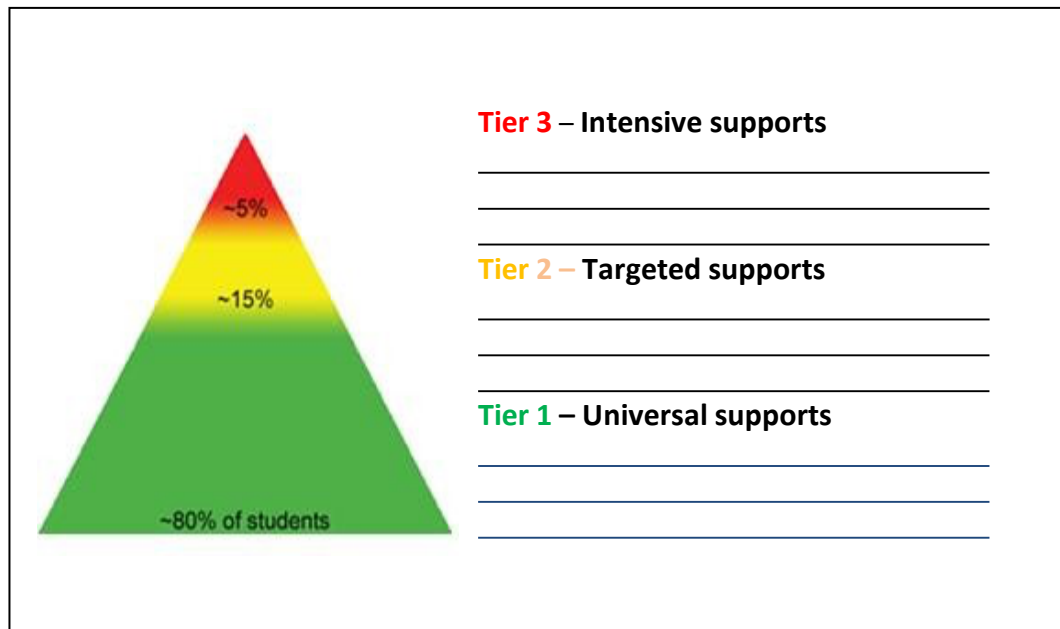 Tier 3 – Intensive supports
~5%
Tier 2 – Targeted supports
~15%
Tier 1 – Universal supports
~80% of students